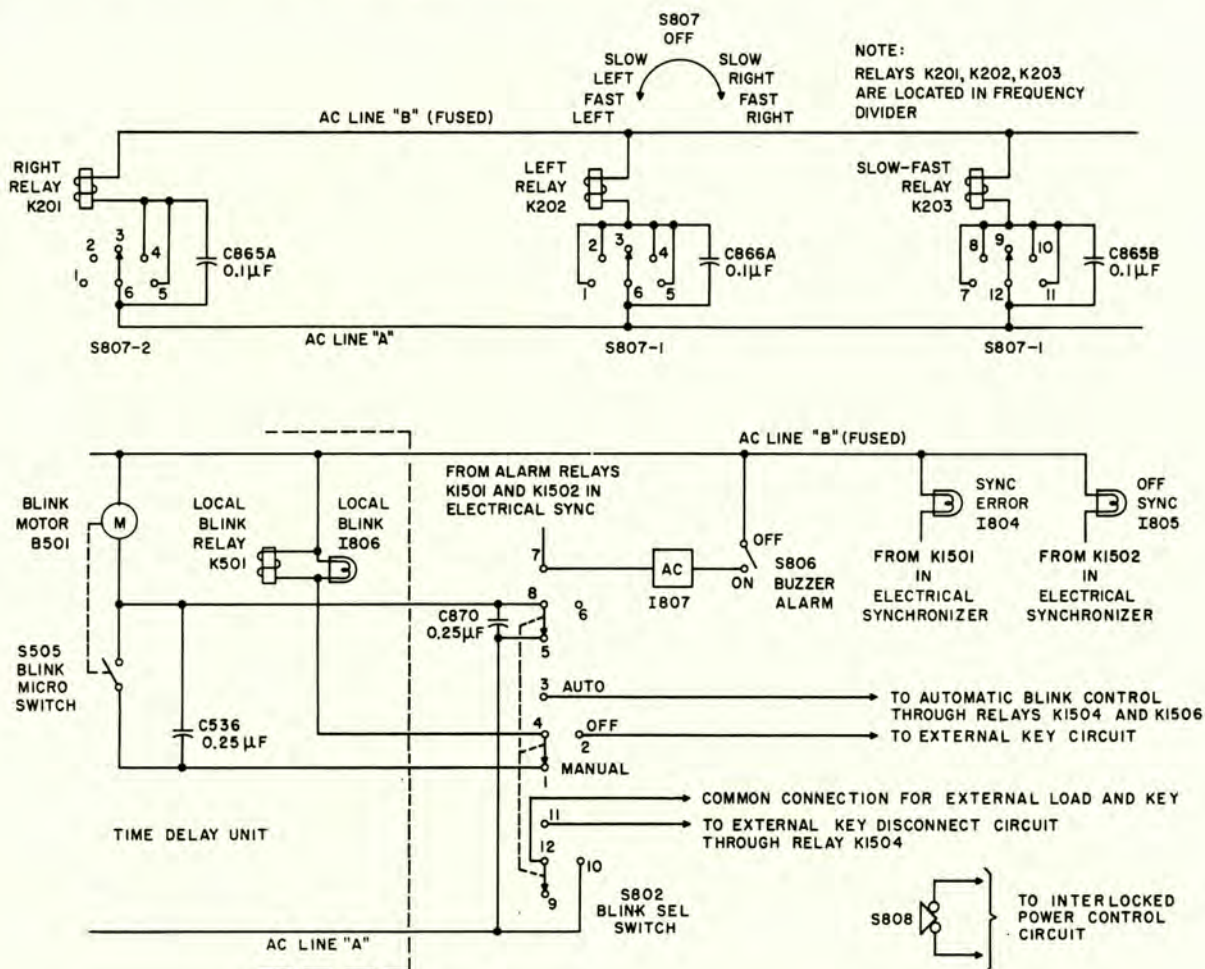 S807
OFF
SLOW LEFT
SLOW RIGHT
FAST LEFT
FAST RIGHT
NOTE:
RELAYS K201, K202, K203
ARE LOCATED IN FREQUENCY
DIVIDER
AC LINE "B" (FUSED)
RIGHT
RELAY
K201
2
3
4
1
6
5
C865A
0.1µF
LEFT
RELAY
K202
2
3
4
1
6
5
C866A
0.1µF
SLOW-FAST
RELAY
K203
8
9
10
7
12
11
C865B
0.1µF
AC LINE "A"
S807-2
S807-1
S807-1
AC LINE "B" (FUSED)
BLINK
MOTOR
B501
M
LOCAL
BLINK
RELAY
K501
LOCAL
BLINK
I806
FROM ALARM RELAYS
K1501 AND K1502 IN
ELECTRICAL SYNC
7
AC
I807
OFF
ON
S806
BUZZER
ALARM
SYNC
ERROR
I804
FROM K1501
IN
ELECTRICAL
SYNCHRONIZER
OFF
SYNC
I805
FROM K1502
IN
ELECTRICAL
SYNCHRONIZER
C870
0.25µF
8
6
5
S505
BLINK
MICRO
SWITCH
C536
0.25µF
3 AUTO
TO AUTOMATIC BLINK CONTROL
THROUGH RELAYS K1504 AND K1506
4
OFF
2
TO EXTERNAL KEY CIRCUIT
MANUAL
1
COMMON CONNECTION FOR EXTERNAL LOAD AND KEY
11
TO EXTERNAL KEY DISCONNECT CIRCUIT
THROUGH RELAY K1504
TIME DELAY UNIT
12
10
9
S802
BLINK SEL
SWITCH
AC LINE "A"
S808
TO INTERLOCKED
POWER CONTROL
CIRCUIT